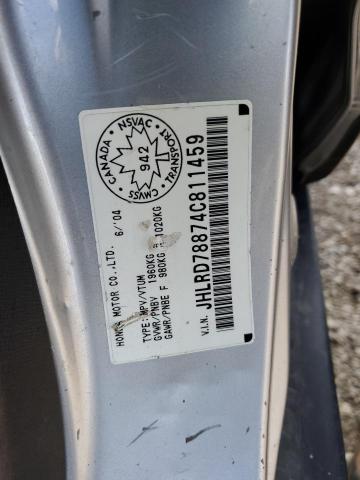 CANADA NSVAC
942
CMVSS TRANSPORT
HONDA MOTOR CO.,LTD. 6/'04
TYPE:MPV/VTUM
GVWR/PNBV 1960KG
GAWR/PNBE F 980KG R 1020KG
V.I.N. JHLRD78874C811459